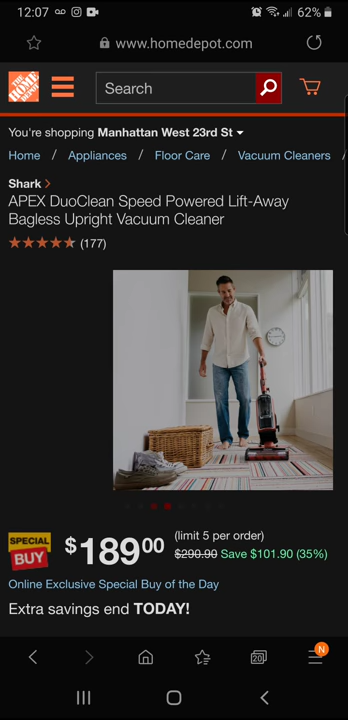 12:07 62%
www.homedepot.com
THE HOME DEPOT
Search
You're shopping Manhattan West 23rd St
Home / Appliances / Floor Care / Vacuum Cleaners /
Shark >
APEX DuoClean Speed Powered Lift-Away
Bagless Upright Vacuum Cleaner
(177)
SPECIAL
BUY
$18900
(limit 5 per order)
$290.90 Save $101.90 (35%)
Online Exclusive Special Buy of the Day
Extra savings end TODAY!
20
N